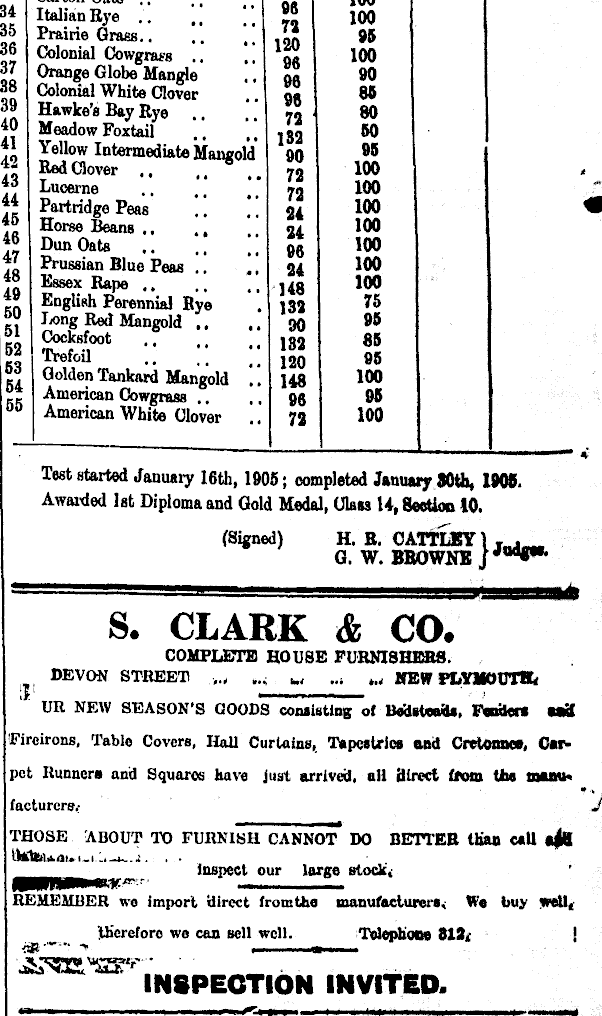 34 Italian Rye .. .. .. 96 100
35 Prairie Grass.. .. .. 72 100
36 Colonial Cowgrass .. .. 120 95
37 Orange Globe Mangle .. 96 100
38 Colonial White Clover .. 96 90
39 Hawke's Bay Rye .. .. 96 85
40 Meadow Foxtail .. .. 72 80
41 Yellow Intermediate Mangold 132 50
42 Red Clover .. .. .. 90 95
43 Lucerne .. .. .. 72 100
44 Partridge Peas .. .. 72 100
45 Horse Beans .. .. .. 24 100
46 Dun Oats .. .. .. 24 100
47 Prussian Blue Peas .. .. 96 100
48 Essex Rape .. .. .. 24 100
49 English Perennial Rye . 148 100
50 Long Red Mangold .. .. 132 75
51 Cocksfoot .. .. .. 90 95
52 Trefoil .. .. .. 132 85
53 Golden Tankard Mangold .. 120 95
54 American Cowgrass .. .. 148 100
55 American White Clover .. 96 95
72 100
Test started January 16th, 1905; completed January 30th, 1905.
Awarded 1st Diploma and Gold Medal, Class 14, Section 10.
(Signed) H. R. CATTLEY
G. W. BROWNE } Judges.
S. CLARK & CO.
COMPLETE HOUSE FURNISHERS.
DEVON STREET ... ... ... ... ... NEW PLYMOUTH.
UR NEW SEASON'S GOODS consisting of Bedsteads, Fenders and
Fireirons, Table Covers, Hall Curtains, Tapestries and Cretonnes, Car-
pet Runners and Squares have just arrived, all direct from the manu-
facturers.
THOSE ABOUT TO FURNISH CANNOT DO BETTER than call and
inspect our large stock.
REMEMBER we import direct fromthe manufacturers. We buy well,
therefore we can sell well. Telephone 312. !
INSPECTION INVITED.